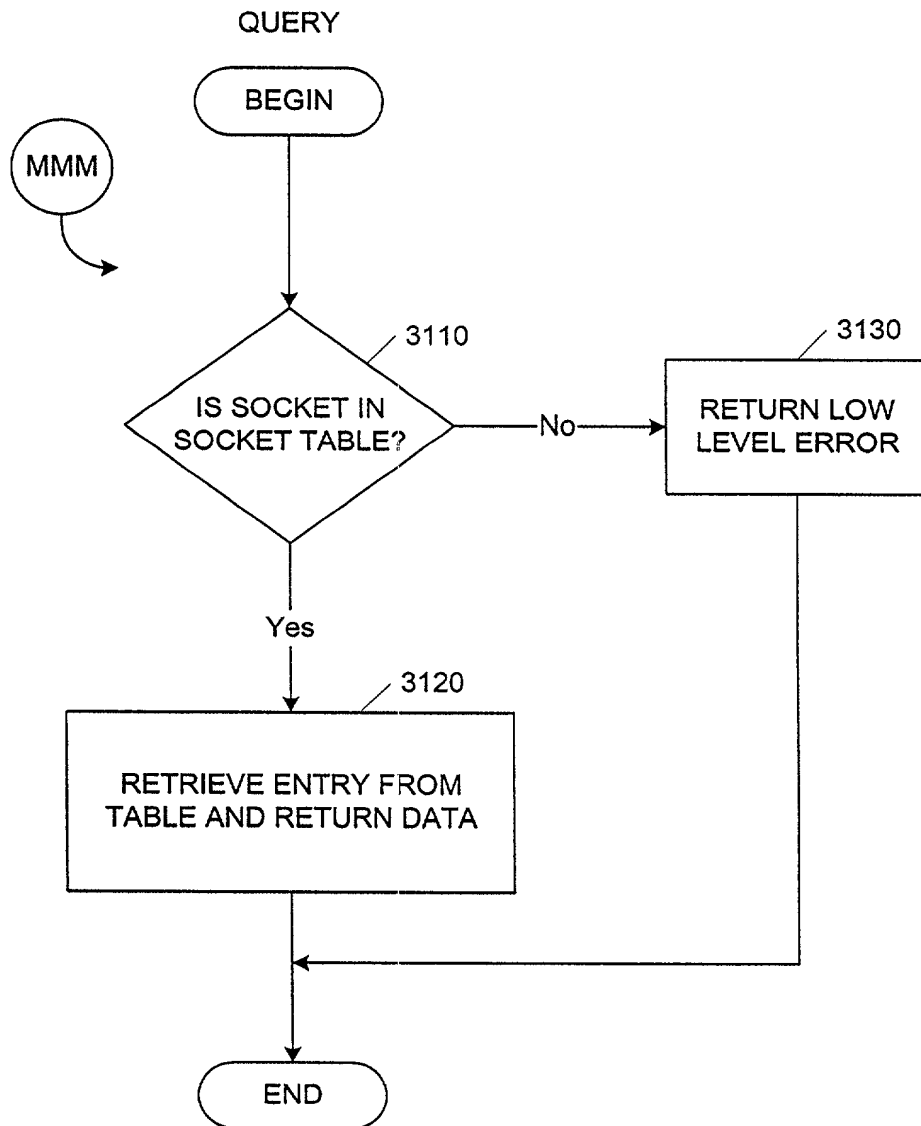 QUERY
BEGIN
MMM
3110
IS SOCKET IN
SOCKET TABLE?
No
3130
RETURN LOW
LEVEL ERROR
Yes
3120
RETRIEVE ENTRY FROM
TABLE AND RETURN DATA
END